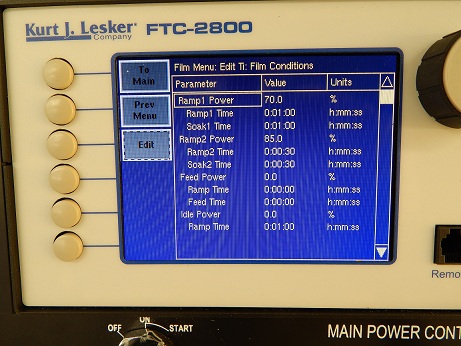 Kurt J. Lesker®
Company
FTC-2800
Film Menu: Edit Ti: Film Conditions
To
Main
Prev
Menu
Edit
Parameter Value Units
Ramp1 Power 70.0 %
Ramp1 Time 0:01:00 h:mm:ss
Soak1 Time 0:01:00 h:mm:ss
Ramp2 Power 85.0 %
Ramp2 Time 0:00:30 h:mm:ss
Soak2 Time 0:00:30 h:mm:ss
Feed Power 0.0 %
Ramp Time 0:00:00 h:mm:ss
Feed Time 0:00:00 h:mm:ss
Idle Power 0.0 %
Ramp Time 0:01:00 h:mm:ss
Remo
OFF ON START
MAIN POWER CONT